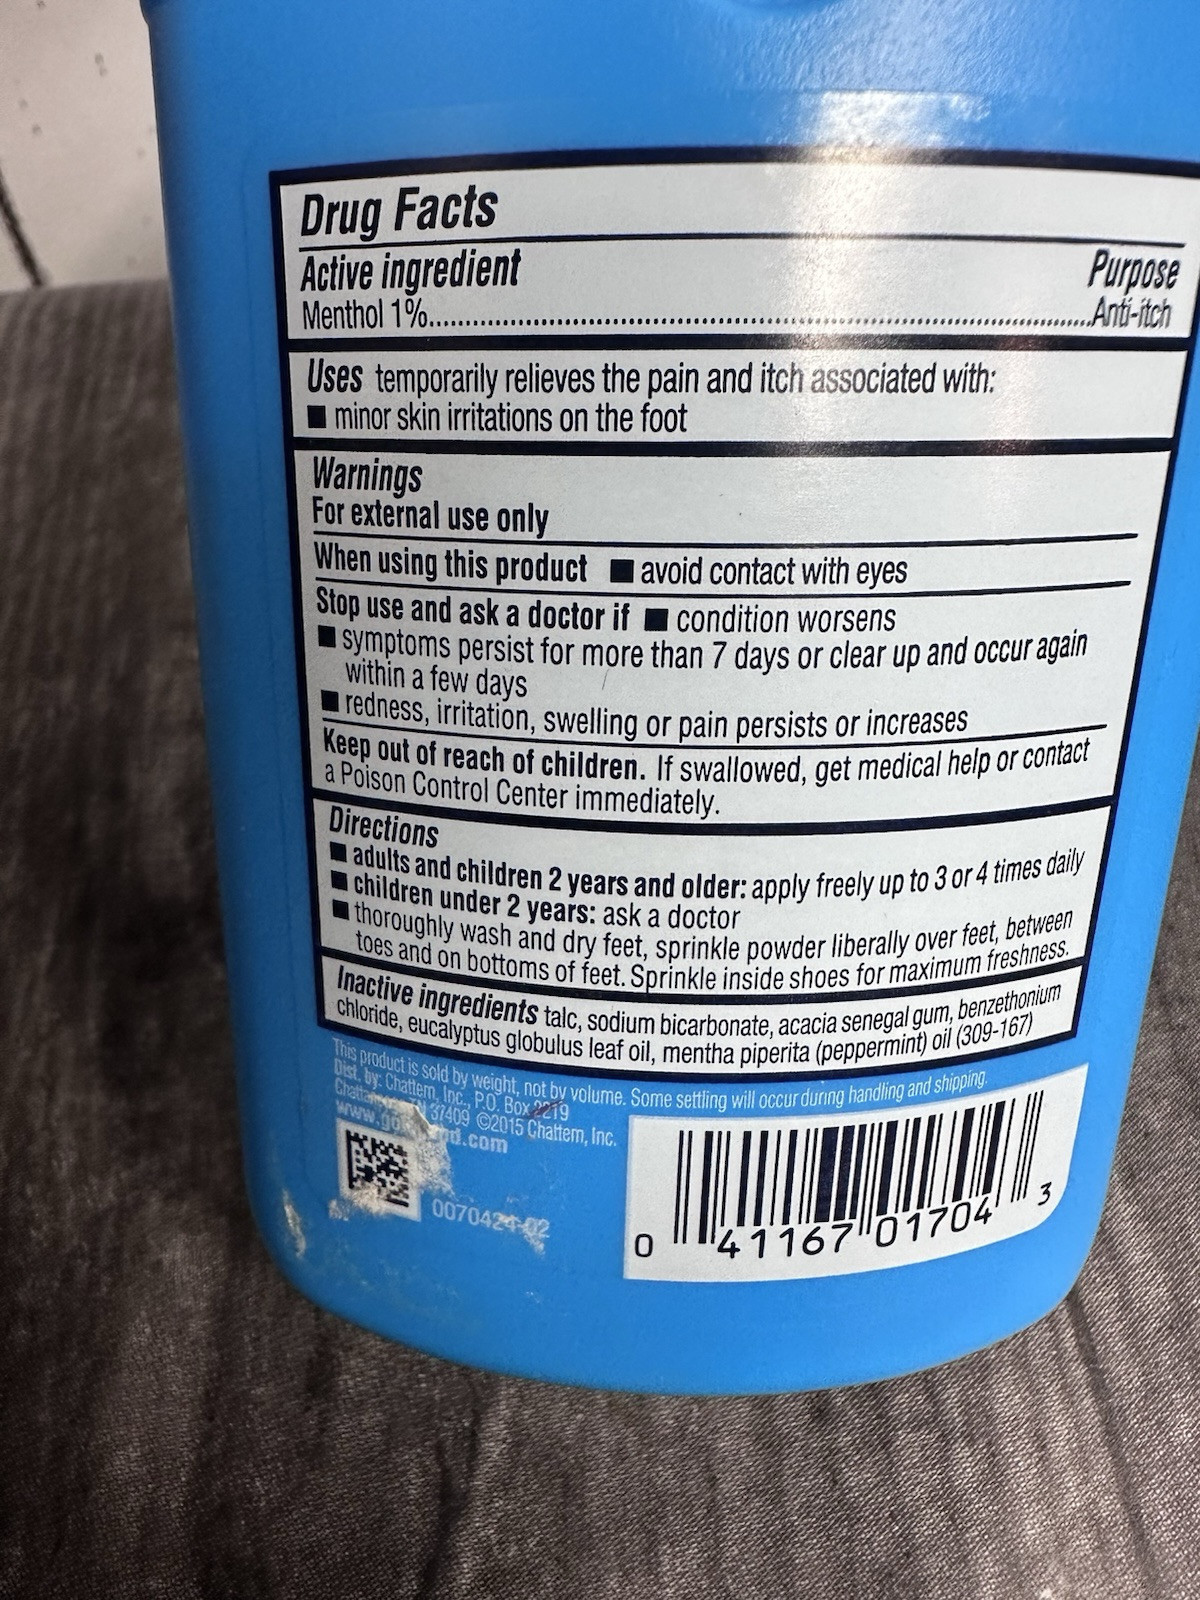 Drug Facts
Active ingredient Purpose
Menthol 1%..........Anti-itch
Uses temporarily relieves the pain and itch associated with:
■ minor skin irritations on the foot
Warnings
For external use only
When using this product ■ avoid contact with eyes
Stop use and ask a doctor if ■ condition worsens
■ symptoms persist for more than 7 days or clear up and occur again
within a few days
■ redness, irritation, swelling or pain persists or increases
Keep out of reach of children. If swallowed, get medical help or contact
a Poison Control Center immediately.
Directions
■ adults and children 2 years and older: apply freely up to 3 or 4 times daily
■ children under 2 years: ask a doctor
■ thoroughly wash and dry feet, sprinkle powder liberally over feet, between
toes and on bottoms of feet. Sprinkle inside shoes for maximum freshness.
Inactive ingredients talc, sodium bicarbonate, acacia senegal gum, benzethonium
chloride, eucalyptus globulus leaf oil, mentha piperita (peppermint) oil (309-167)
This product is sold by weight, not by volume. Some settling will occur during handling and shipping.
Dist. by: Chattem, Inc., P.O. Box 2219
37409 ©2015 Chattem, Inc.
0070424-02
0 41167 01704 3